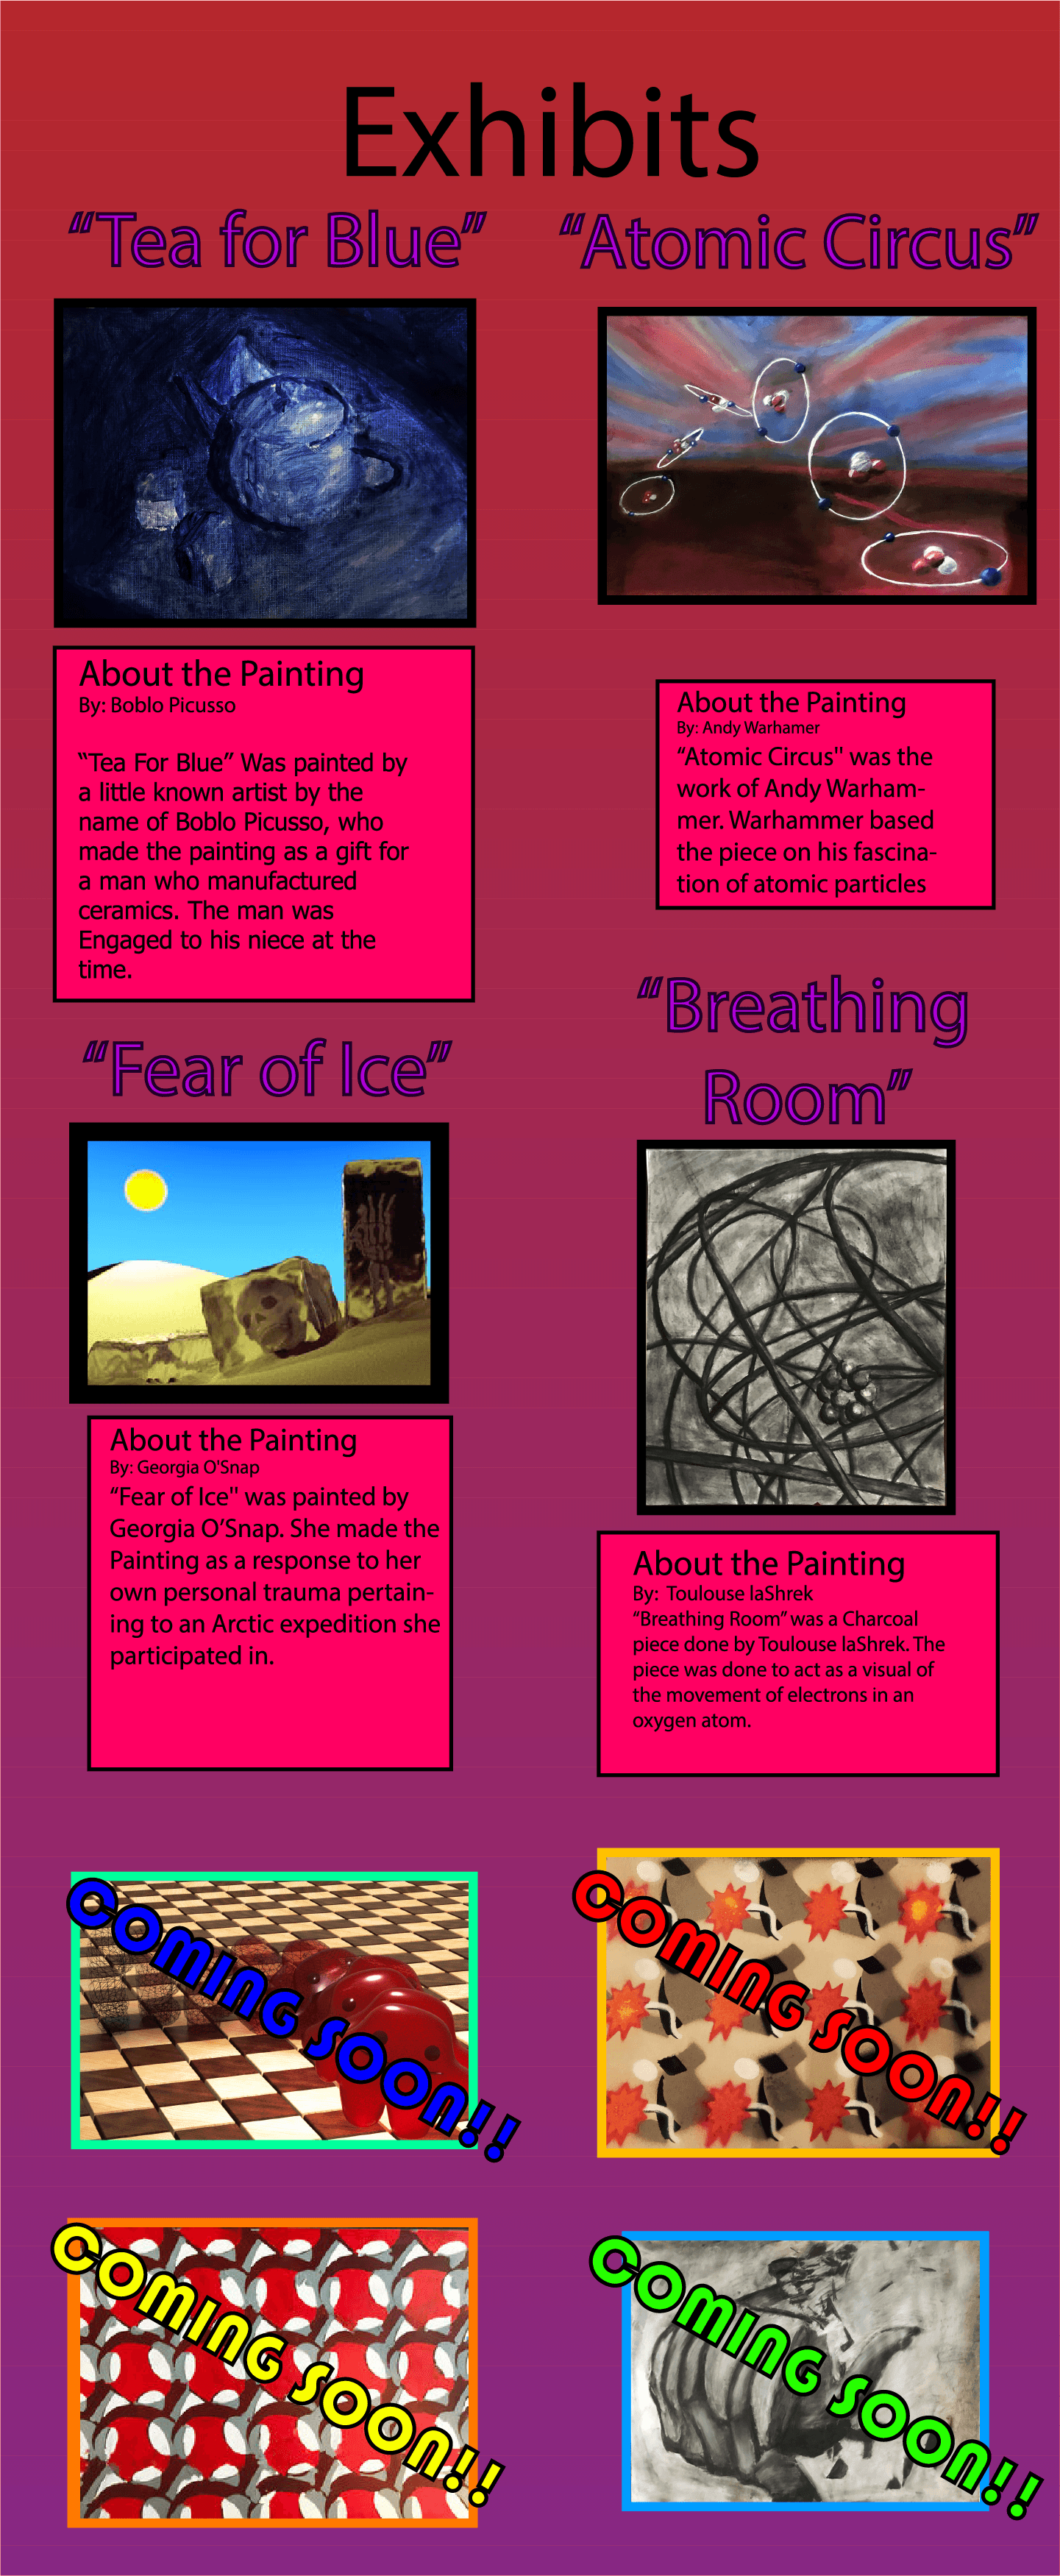 Exhibits
“Tea for Blue”
“Atomic Circus”
About the Painting
By: Boblo Picusso
“Tea For Blue” Was painted by
a little known artist by the
name of Boblo Picusso, who
made the painting as a gift for
a man who manufactured
ceramics. The man was
Engaged to his niece at the
time.
About the Painting
By: Andy Warhamer
“Atomic Circus" was the
work of Andy Warham-
mer. Warhammer based
the piece on his fascina-
tion of atomic particles
“Fear of Ice”
“Breathing
Room”
About the Painting
By: Georgia O'Snap
“Fear of Ice" was painted by
Georgia O’Snap. She made the
Painting as a response to her
own personal trauma pertain-
ing to an Arctic expedition she
participated in.
About the Painting
By:  Toulouse laShrek
“Breathing Room” was a Charcoal
piece done by Toulouse laShrek. The
piece was done to act as a visual of
the movement of electrons in an
oxygen atom.
COMING SOON!!
COMING SOON!!
COMING SOON!!
COMING SOON!!